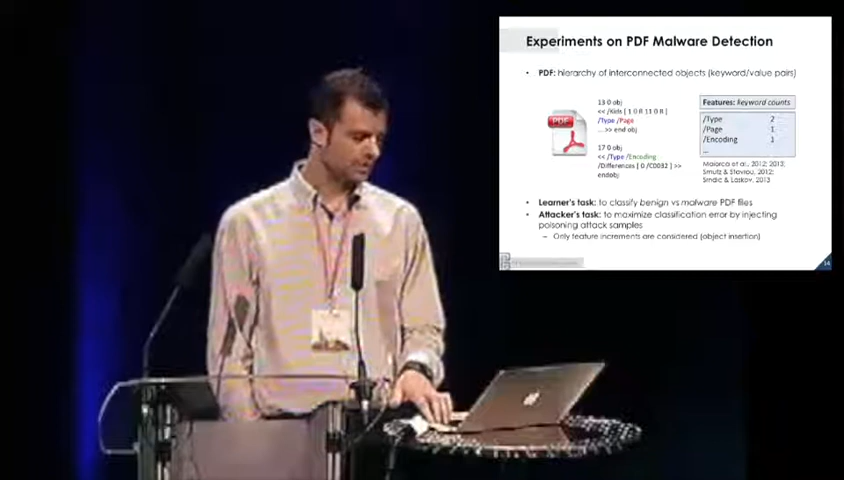 Experiments on PDF Malware Detection
• PDF: hierarchy of interconnected objects (keyword/value pairs)
13 0 obj
<< /Kids [ 1 0 R 11 0 R ]
/Type /Page
... >> end obj
17 0 obj
<< /Type /Encoding
/Differences [ 0 /C0032 ] >>
endobj
PDF
Features: keyword counts
/Type 2
/Page 1
/Encoding 1
...
Maiorca et al., 2012; 2013;
Smutz & Stavrou, 2012;
Srndic & Laskov, 2013
• Learner's task: to classify benign vs malware PDF files
• Attacker's task: to maximize classification error by injecting
poisoning attack samples
– Only feature increments are considered (object insertion)
14